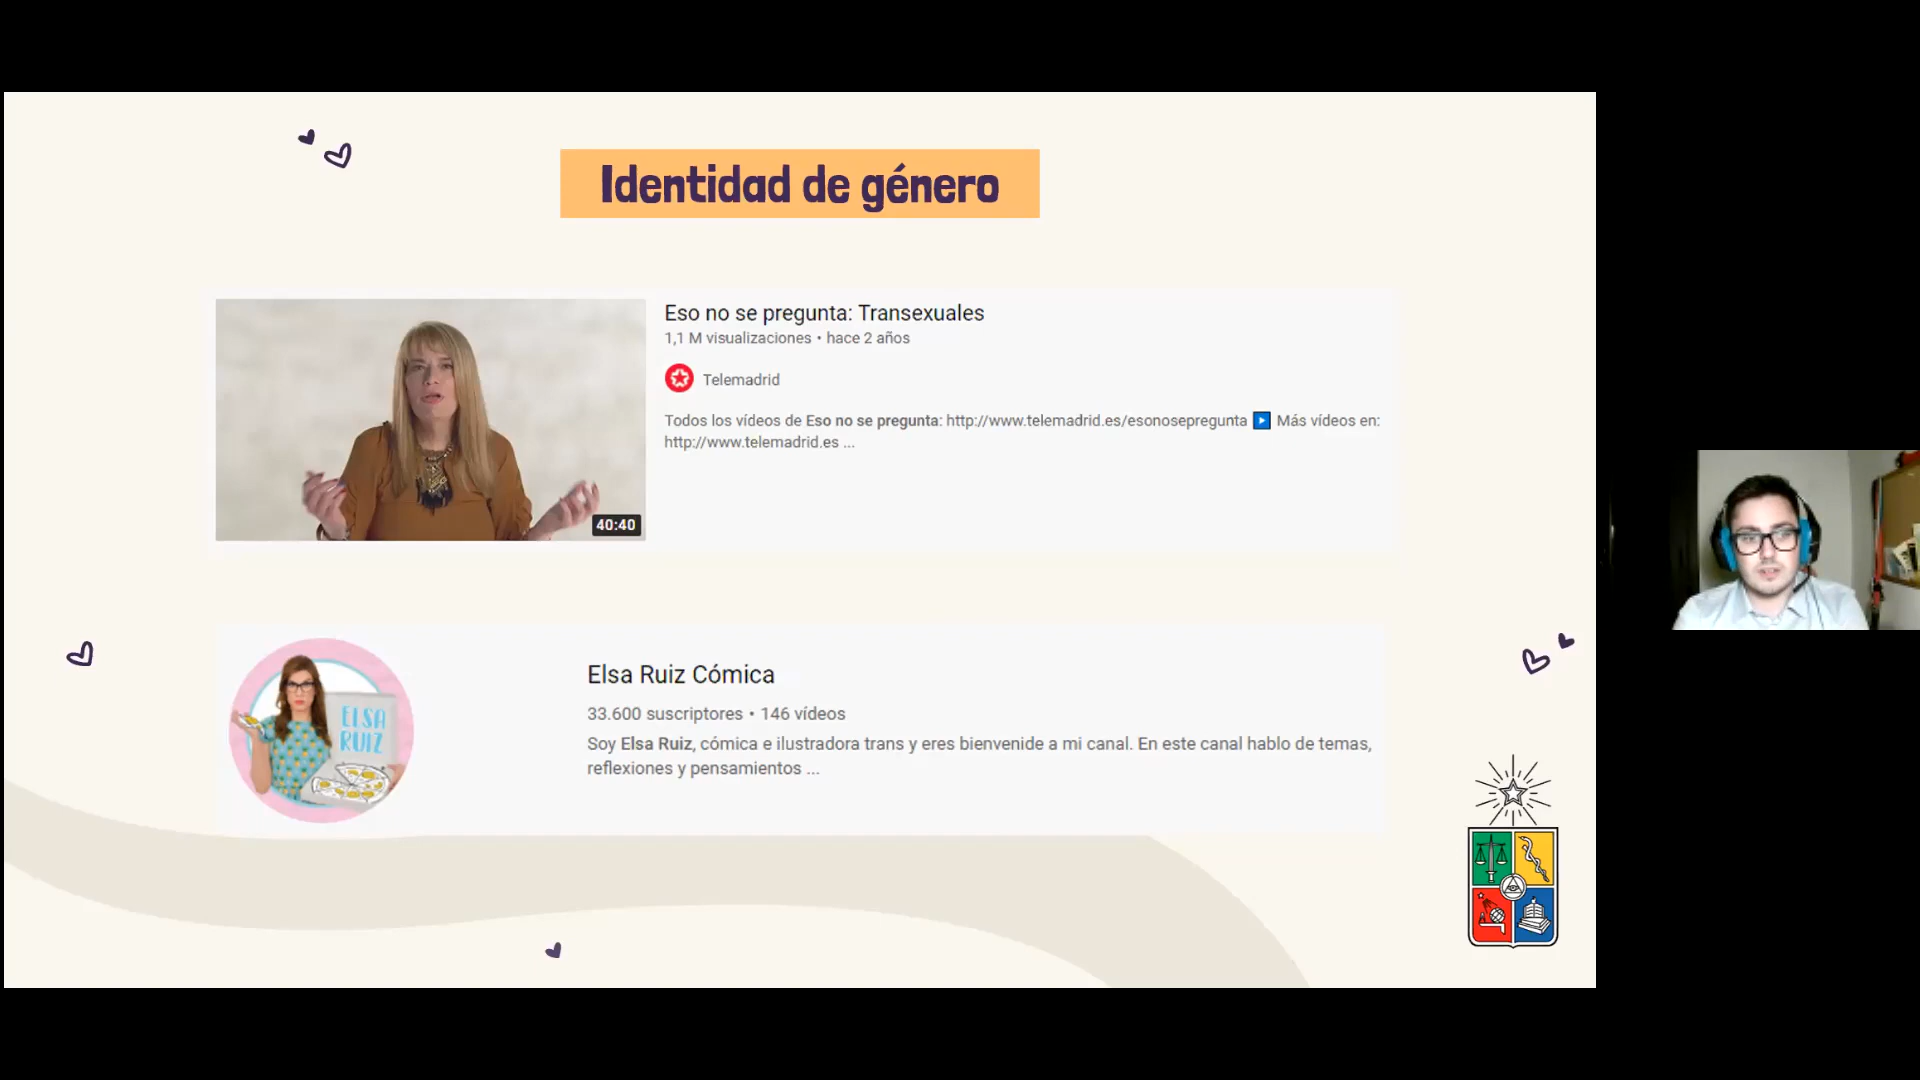 Identidad de género
Eso no se pregunta: Transexuales
1,1 M visualizaciones • hace 2 años
Telemadrid
Todos los vídeos de Eso no se pregunta: http://www.telemadrid.es/esonosepregunta ▶ Más vídeos en:
http://www.telemadrid.es ...
40:40
Elsa Ruiz Cómica
33.600 suscriptores • 146 vídeos
Soy Elsa Ruiz, cómica e ilustradora trans y eres bienvenide a mi canal. En este canal hablo de temas,
reflexiones y pensamientos ...
ELSA
RUIZ